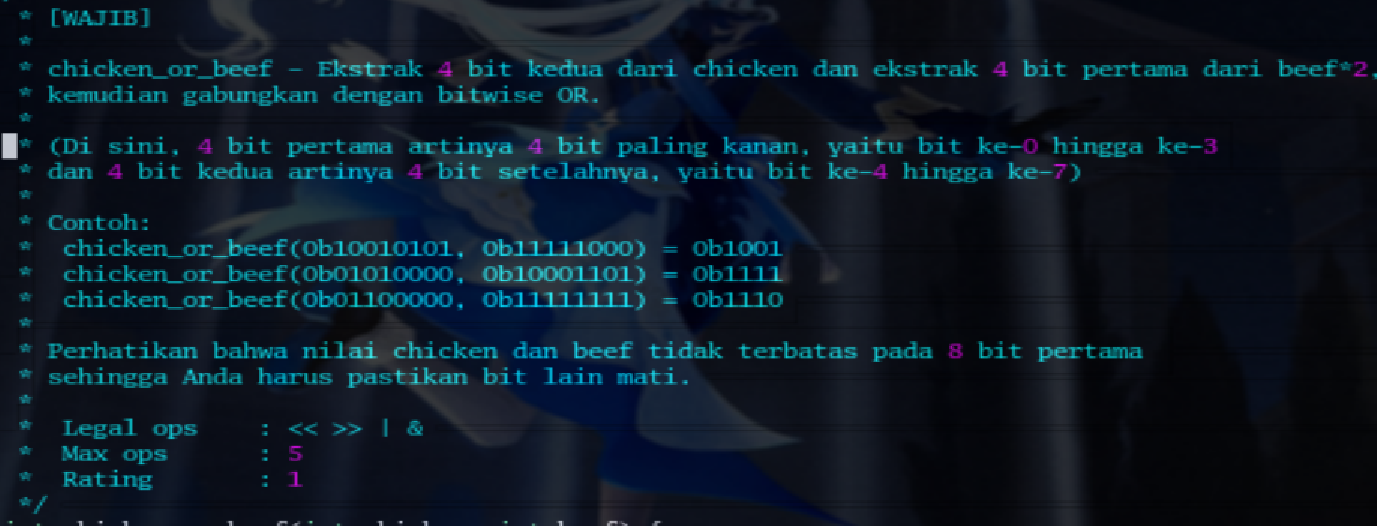 * [WAJIB]
*
* chicken_or_beef - Ekstrak 4 bit kedua dari chicken dan ekstrak 4 bit pertama dari beef*2,
* kemudian gabungkan dengan bitwise OR.
*
* (Di sini, 4 bit pertama artinya 4 bit paling kanan, yaitu bit ke-0 hingga ke-3
* dan 4 bit kedua artinya 4 bit setelahnya, yaitu bit ke-4 hingga ke-7)
*
* Contoh:
*  chicken_or_beef(0b10010101, 0b11111000) = 0b1001
*  chicken_or_beef(0b01010000, 0b10001101) = 0b1111
*  chicken_or_beef(0b01100000, 0b11111111) = 0b1110
*
* Perhatikan bahwa nilai chicken dan beef tidak terbatas pada 8 bit pertama
* sehingga Anda harus pastikan bit lain mati.
*
*  Legal ops    : << >> | &
*  Max ops      : 5
*  Rating       : 1
*/